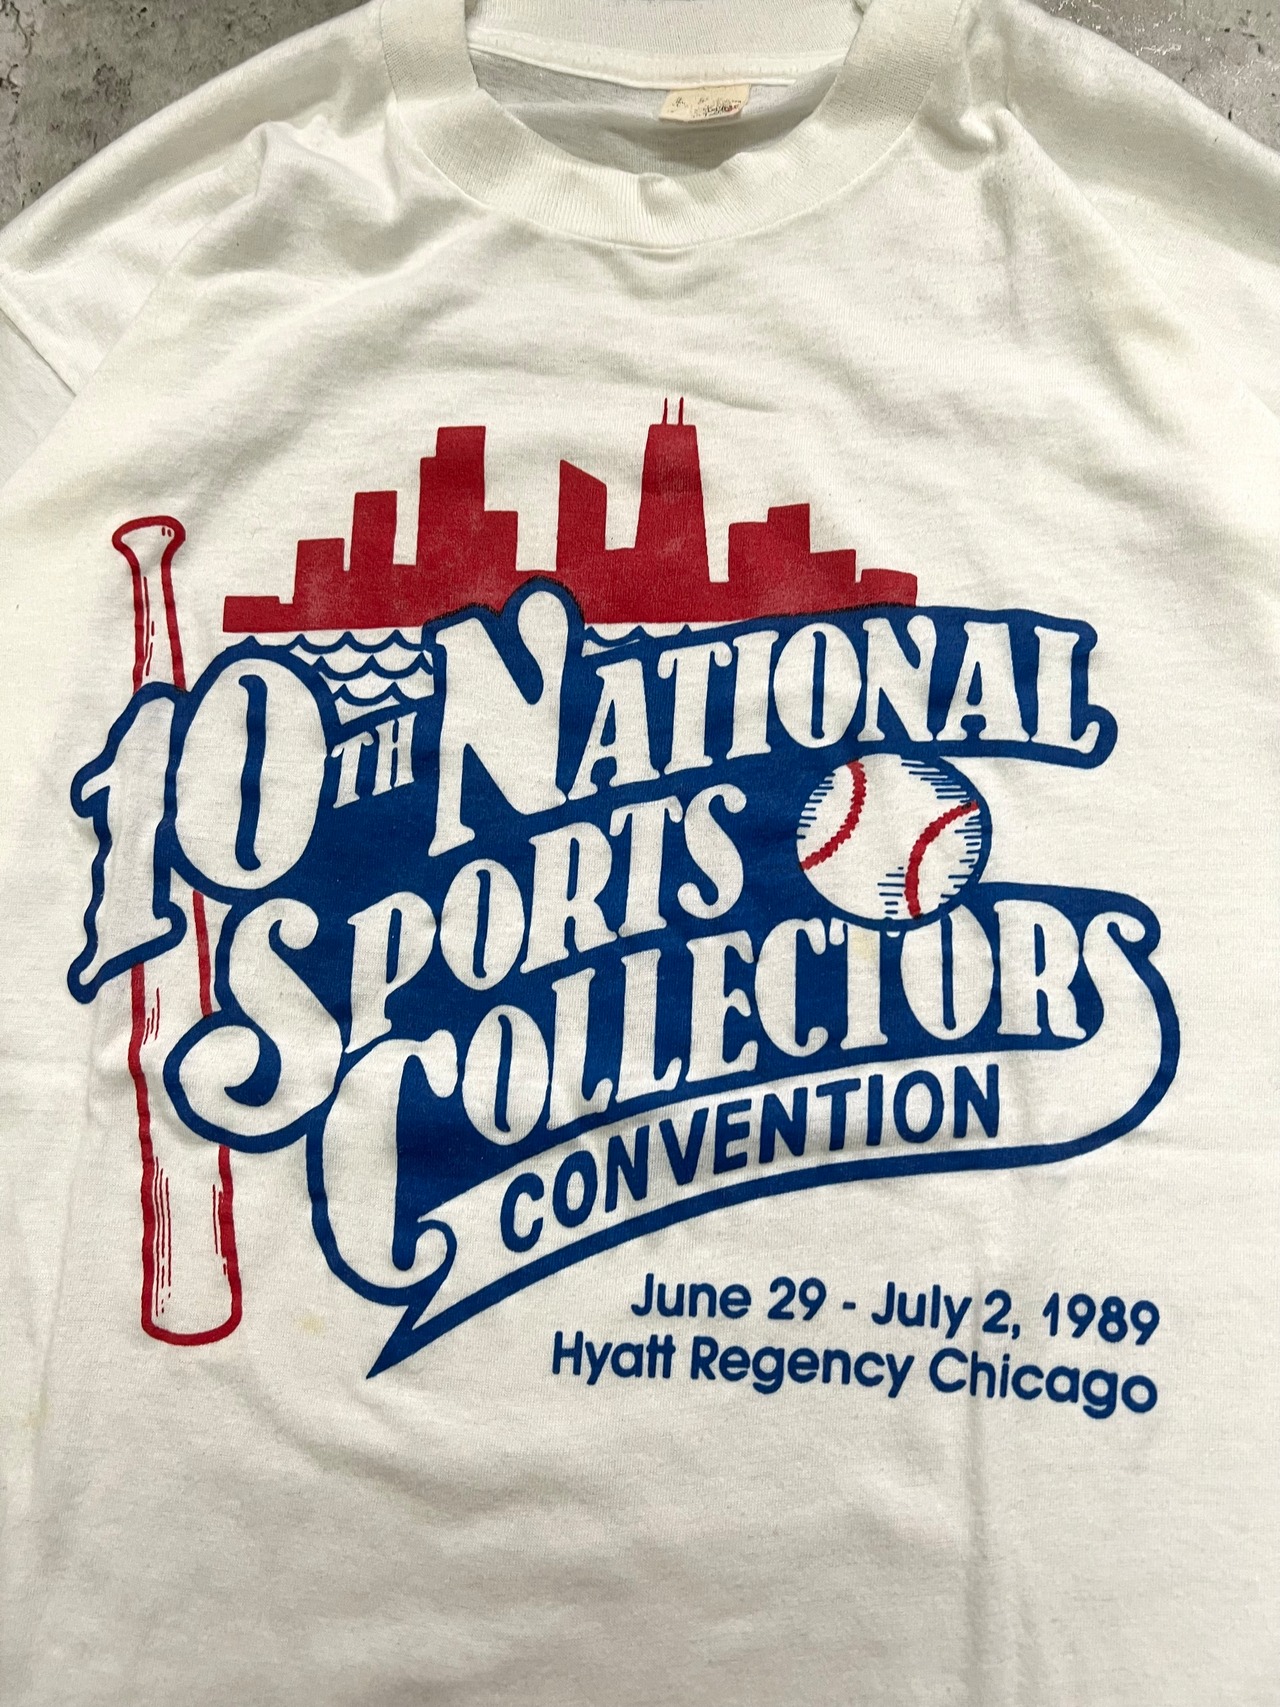 10TH NATIONAL
SPORTS
COLLECTORS
CONVENTION
June 29 - July 2, 1989
Hyatt Regency Chicago